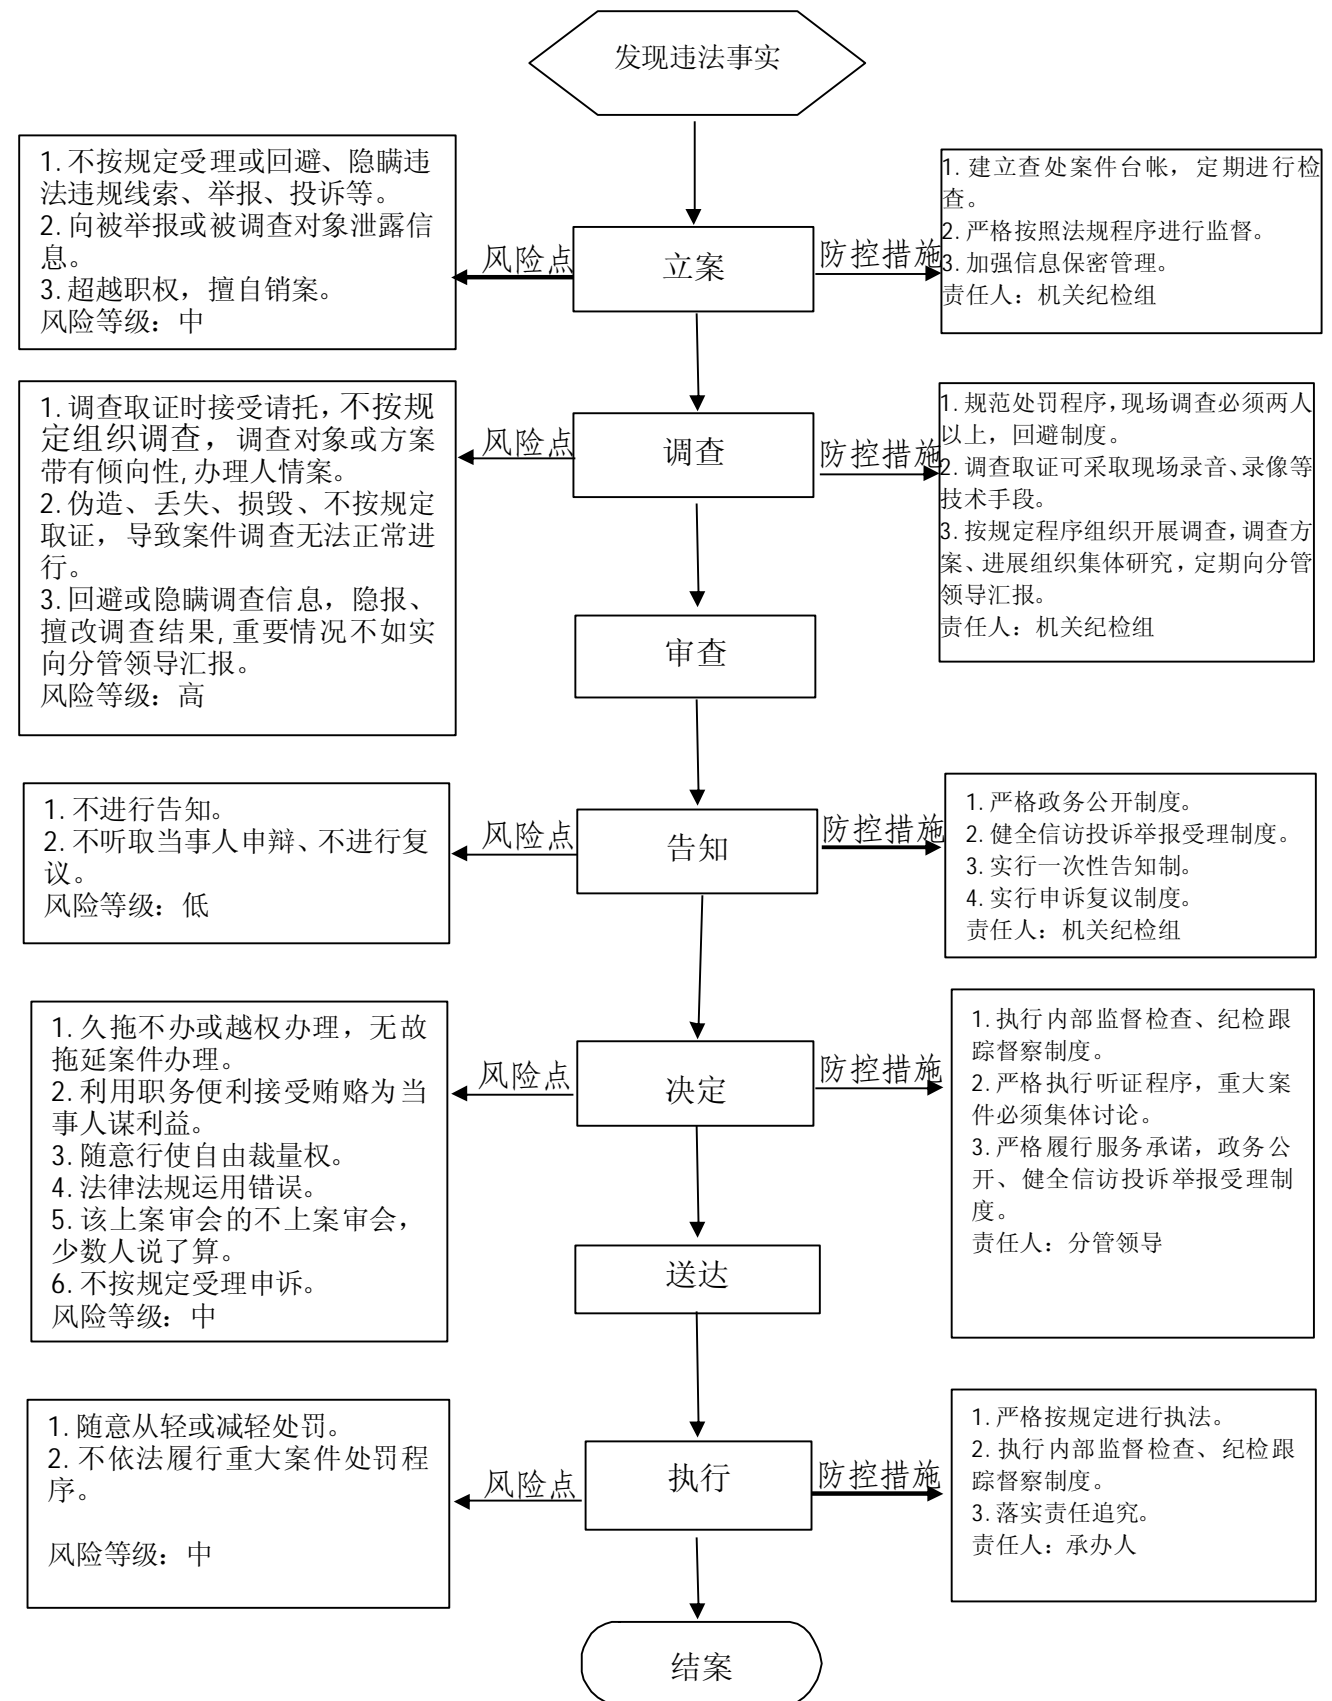 发现违法事实
1.不按规定受理或回避、隐瞒违
法违规线索、举报、投诉等。
2.向被举报或被调查对象泄露信
息。
3.超越职权，擅自销案。
风险等级：中
风险点
立案
防控措施
1.建立查处案件台帐，定期进行检
查。
2.严格按照法规程序进行监督。
3.加强信息保密管理。
责任人：机关纪检组
1.调查取证时接受请托,不按规
定组织调查，调查对象或方案
带有倾向性,办理人情案。
2.伪造、丢失、损毁、不按规定
取证，导致案件调查无法正常进
行。
3.回避或隐瞒调查信息，隐报、
擅改调查结果,重要情况不如实
向分管领导汇报。
风险等级：高
风险点
调查
防控措施
1.规范处罚程序,现场调查必须两人
以上，回避制度。
2.调查取证可采取现场录音、录像等
技术手段。
3.按规定程序组织开展调查,调查方
案、进展组织集体研究,定期向分管
领导汇报。
责任人：机关纪检组
审查
1.不进行告知。
2.不听取当事人申辩、不进行复
议。
风险等级：低
风险点
告知
防控措施
1.严格政务公开制度。
2.健全信访投诉举报受理制度。
3.实行一次性告知制。
4.实行申诉复议制度。
责任人：机关纪检组
1.久拖不办或越权办理，无故
拖延案件办理。
2.利用职务便利接受贿赂为当
事人谋利益。
3.随意行使自由裁量权。
4.法律法规运用错误。
5.该上案审会的不上案审会，
少数人说了算。
6.不按规定受理申诉。
风险等级：中
风险点
决定
防控措施
1.执行内部监督检查、纪检跟
踪督察制度。
2.严格执行听证程序，重大案
件必须集体讨论。
3.严格履行服务承诺，政务公
开、健全信访投诉举报受理制
度。
责任人：分管领导
送达
1.随意从轻或减轻处罚。
2.不依法履行重大案件处罚程
序。
风险等级：中
风险点
执行
防控措施
1.严格按规定进行执法。
2.执行内部监督检查、纪检跟
踪督察制度。
3.落实责任追究。
责任人：承办人
结案